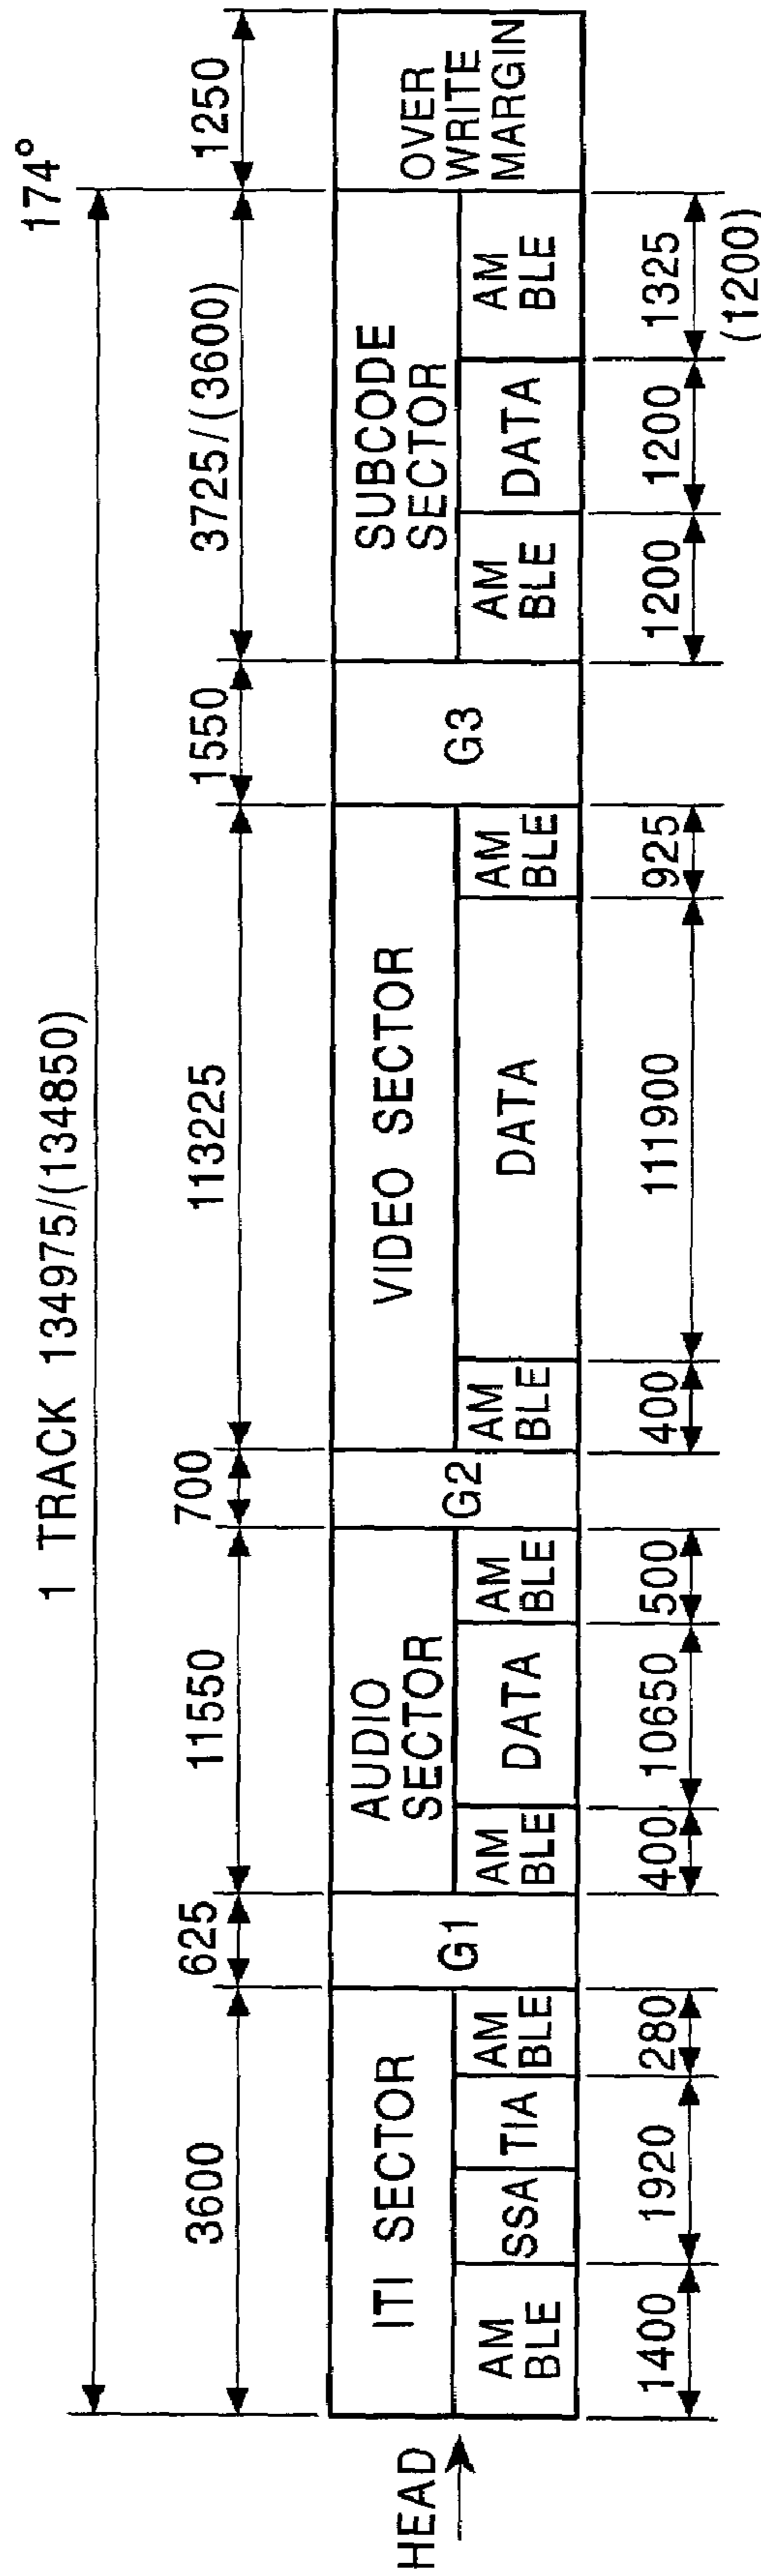 1 TRACK 134975/(134850)
174°
3600
625
11550
700
113225
1550
3725/(3600)
1250
HEAD
ITI SECTOR
G1
AUDIO
SECTOR
G2
VIDEO SECTOR
G3
SUBCODE
SECTOR
OVER
WRITE
MARGIN
AM
BLE
SSA
TIA
AM
BLE
AM
BLE
DATA
AM
BLE
AM
BLE
DATA
AM
BLE
AM
BLE
DATA
AM
BLE
1400
1920
280
400
10650
500
400
111900
925
1200
1200
1325
(1200)